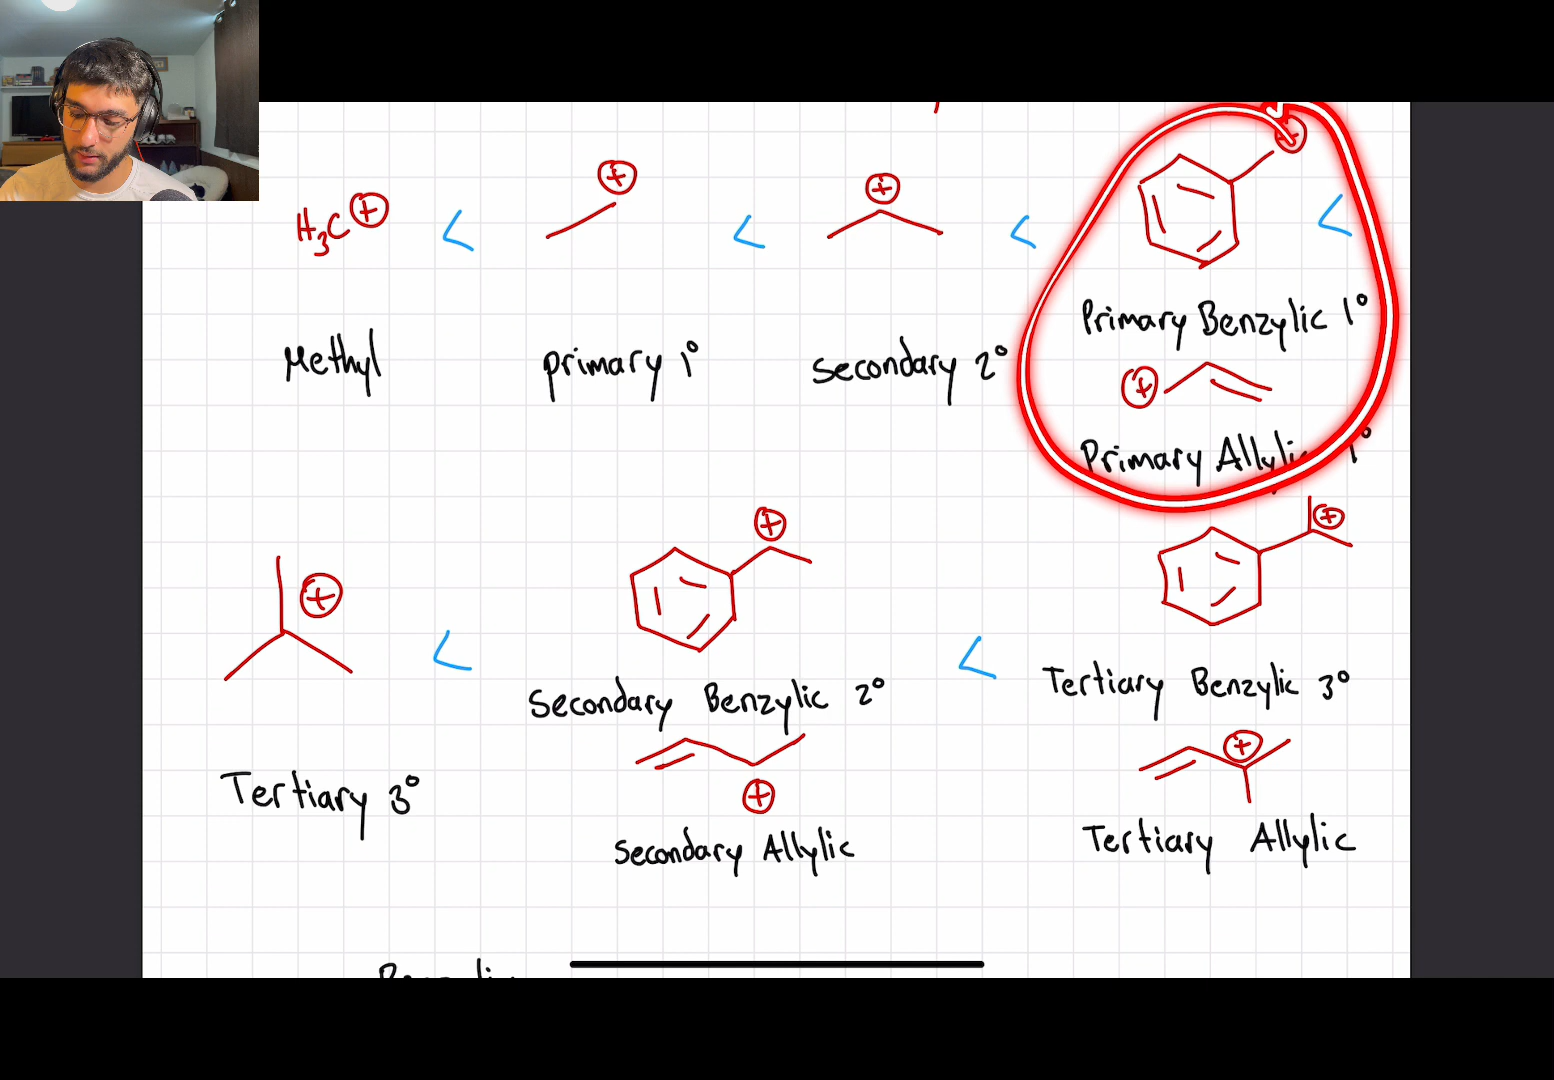 H₃C⊕ < ⊕ < ⊕ < ⊕ <
Methyl
primary 1°
secondary 2°
Primary Benzylic 1°
⊕
Primary Allylic 1°
⊕ < ⊕ < ⊕
Tertiary 3°
Secondary Benzylic 2°
⊕
Secondary Allylic
Tertiary Benzylic 3°
⊕
Tertiary Allylic